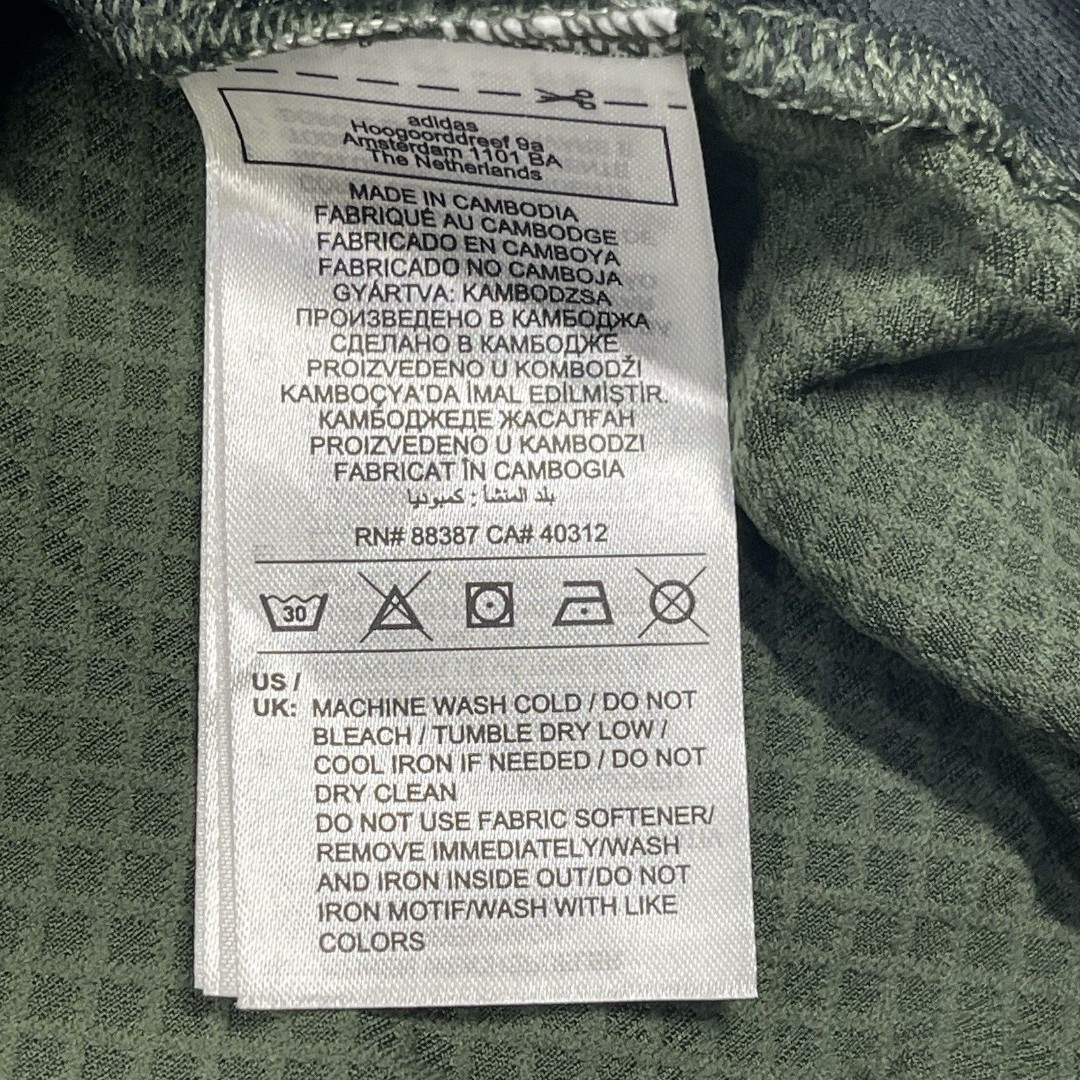 adidas
Hoogoorddreef 9a
Amsterdam 1101 BA
The Netherlands
MADE IN CAMBODIA
FABRIQUÉ AU CAMBODGE
FABRICADO EN CAMBOYA
FABRICADO NO CAMBOJA
GYÁRTVA: KAMBODZSA
ПРОИЗВЕДЕНО В КАМБОДЖА
СДЕЛАНО В КАМБОДЖЕ
PROIZVEDENO U KOMBODŽI
KAMBOÇYA'DA İMAL EDİLMİSTİR.
КАМБОДЖЕДЕ ЖАСАЛҒАН
PROIZVEDENO U KAMBODZI
FABRICAT ÎN CAMBOGIA
بلد المنشأ : كمبوديا
RN# 88387 CA# 40312
30
US /
UK: MACHINE WASH COLD / DO NOT
BLEACH / TUMBLE DRY LOW /
COOL IRON IF NEEDED / DO NOT
DRY CLEAN
DO NOT USE FABRIC SOFTENER/
REMOVE IMMEDIATELY/WASH
AND IRON INSIDE OUT/DO NOT
IRON MOTIF/WASH WITH LIKE
COLORS